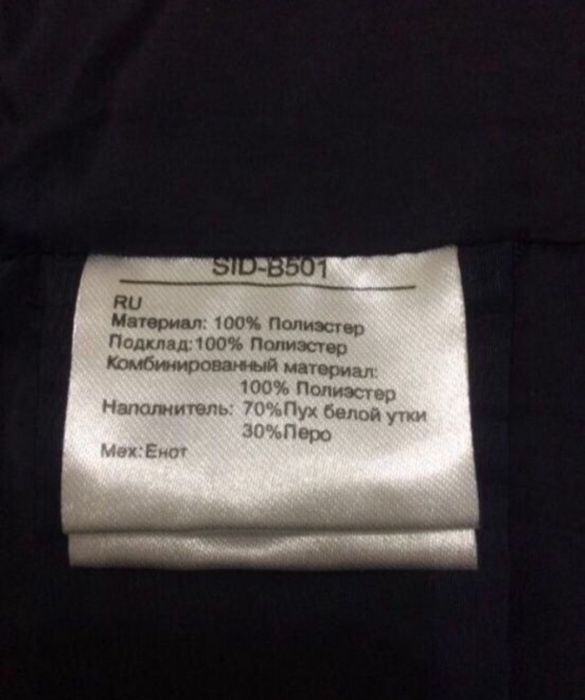 SID-B501
RU
Материал: 100% Полиэстер
Подклад:100% Полиэстер
Комбинированный материал:
100% Полиэстер
Наполнитель: 70%Пух белой утки
30%Перо
Мех:Енот